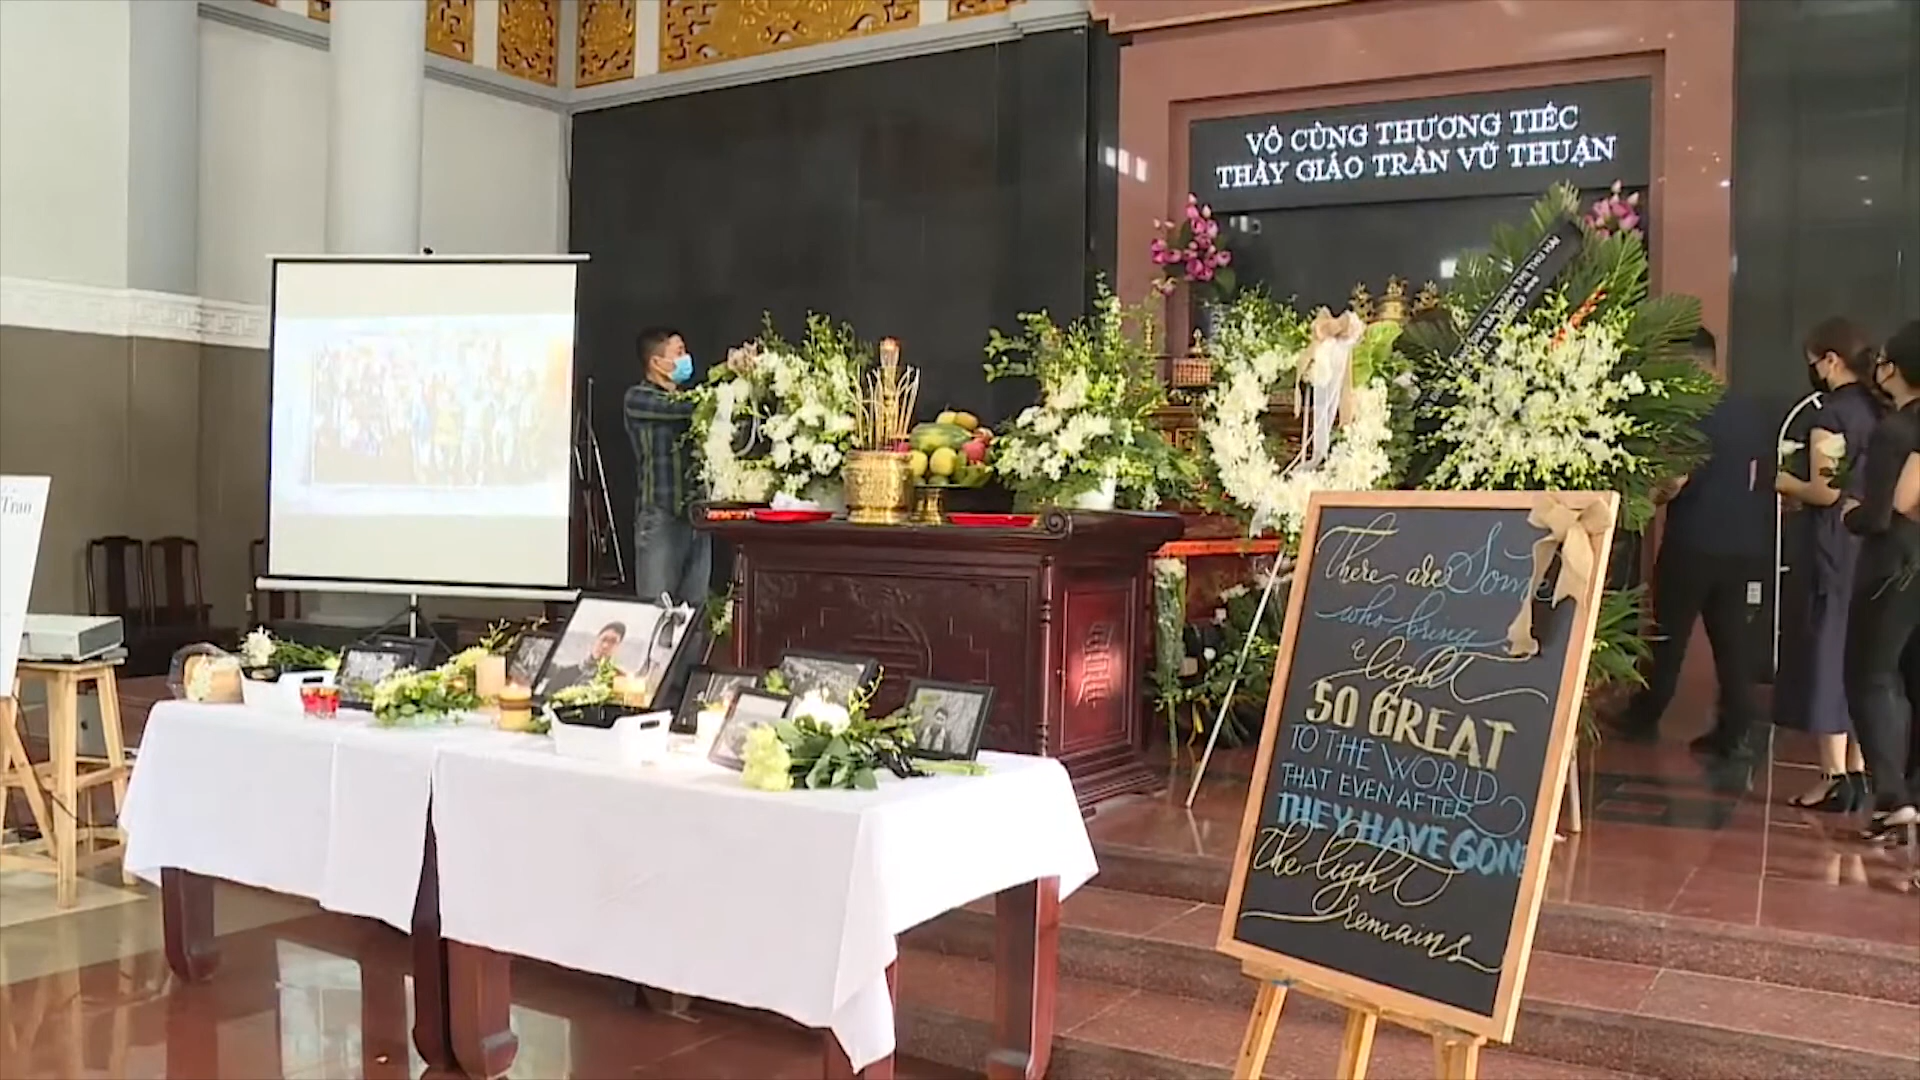 VÔ CÙNG THƯƠNG TIẾC
THẦY GIÁO TRẦN VŨ THUẬN
Tran
There are Some
who bring
a light
SO GREAT
TO THE WORLD
THAT EVEN AFTER
THEY HAVE GONE
the light
remains